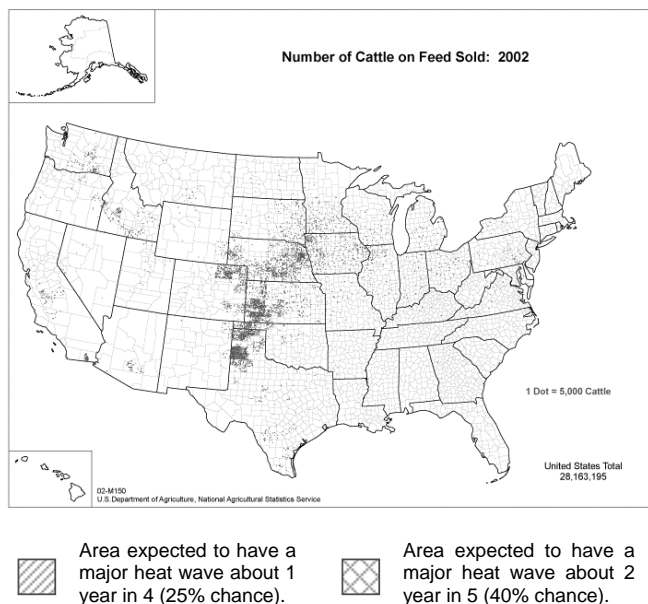 Number of Cattle on Feed Sold: 2002
1 Dot = 5,000 Cattle
United States Total
28,163,195
02-M150
U.S.Department of Agriculture, National Agricultural Statistics Service
Area expected to have a
major heat wave about 1
year in 4 (25% chance).
Area expected to have a
major heat wave about 2
year in 5 (40% chance).